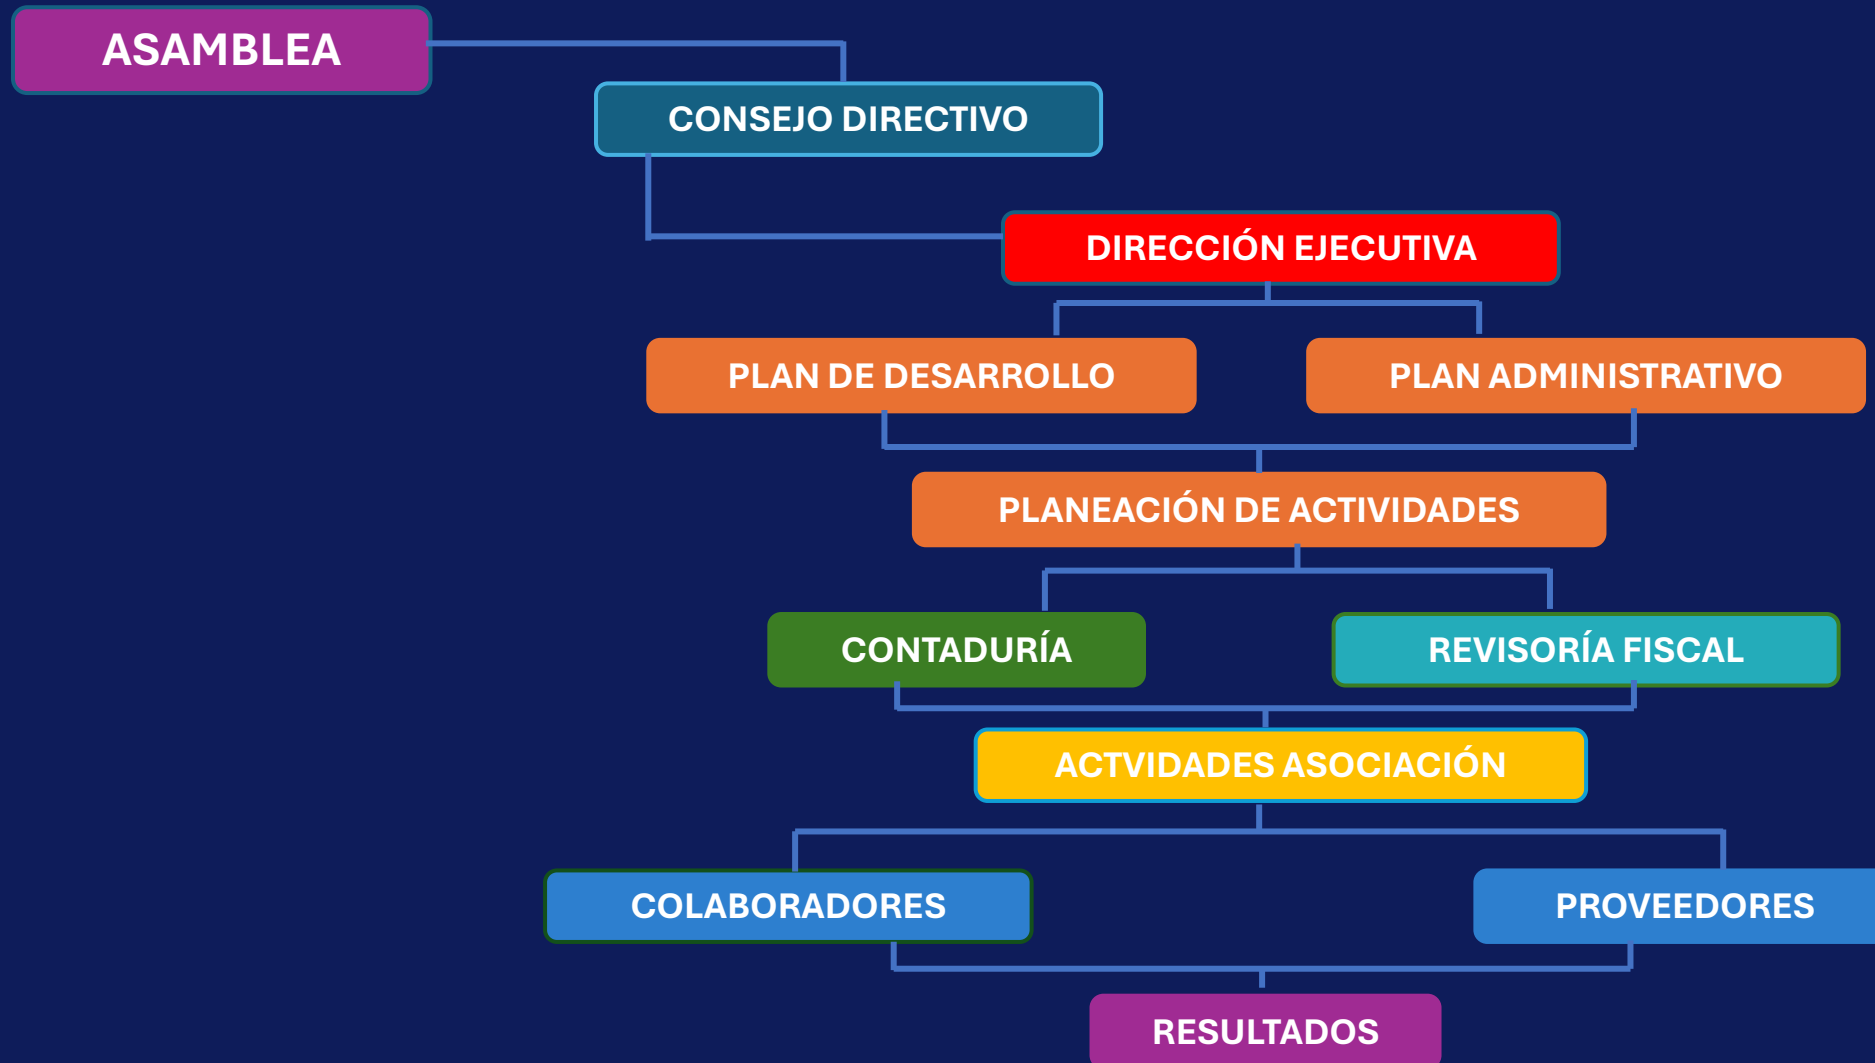 ASAMBLEA
CONSEJO DIRECTIVO
DIRECCIÓN EJECUTIVA
PLAN DE DESARROLLO
PLAN ADMINISTRATIVO
PLANEACIÓN DE ACTIVIDADES
CONTADURÍA
REVISORÍA FISCAL
ACTVIDADES ASOCIACIÓN
COLABORADORES
PROVEEDORES
RESULTADOS